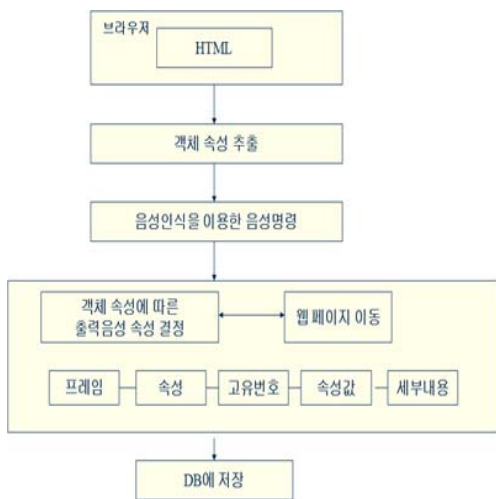 브라우저
HTML
객체 속성 추출
음성인식을 이용한 음성명령
객체 속성에 따른
출력음성 속성 결정
웹 페이지 이동
프레임
속성
고유번호
속성값
세부내용
DB에 저장